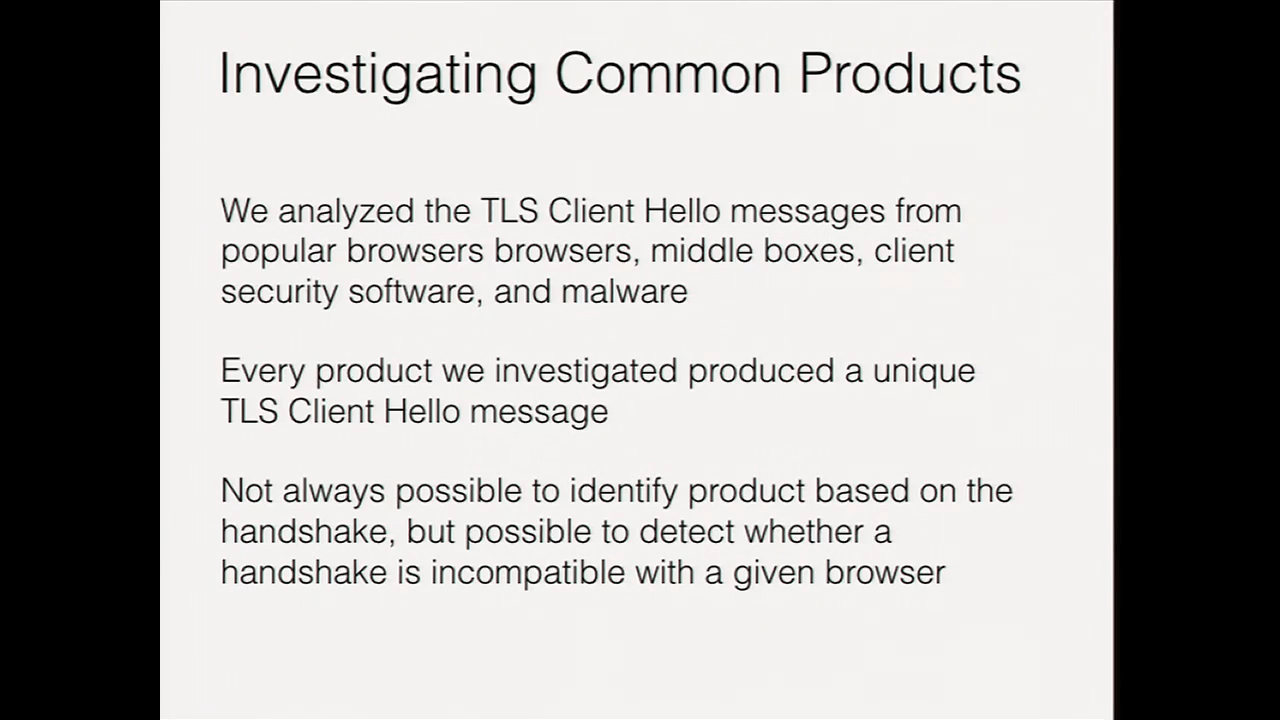 Investigating Common Products
We analyzed the TLS Client Hello messages from
popular browsers browsers, middle boxes, client
security software, and malware
Every product we investigated produced a unique
TLS Client Hello message
Not always possible to identify product based on the
handshake, but possible to detect whether a
handshake is incompatible with a given browser